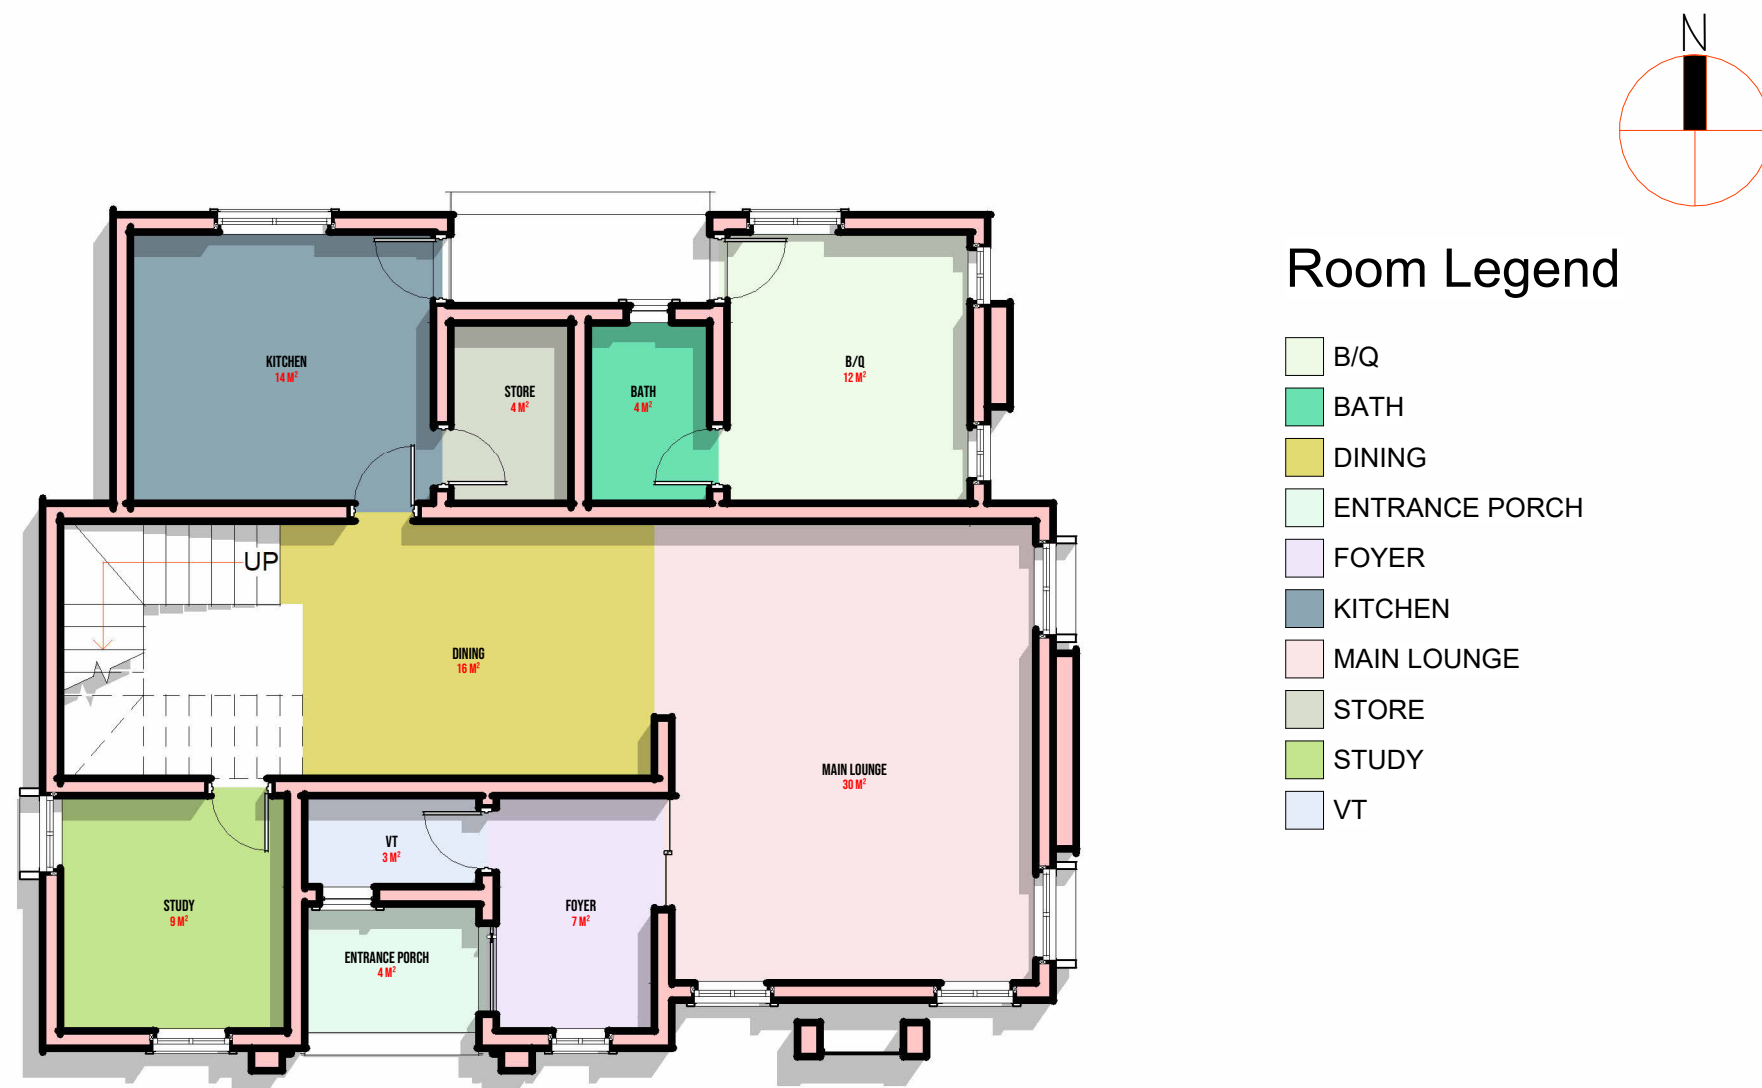 N
Room Legend
B/Q
BATH
DINING
ENTRANCE PORCH
FOYER
KITCHEN
MAIN LOUNGE
STORE
STUDY
VT
KITCHEN
14 M²
STORE
4 M²
BATH
4 M²
B/Q
12 M²
UP
DINING
16 M²
MAIN LOUNGE
30 M²
VT
3 M²
STUDY
9 M²
FOYER
7 M²
ENTRANCE PORCH
4 M²